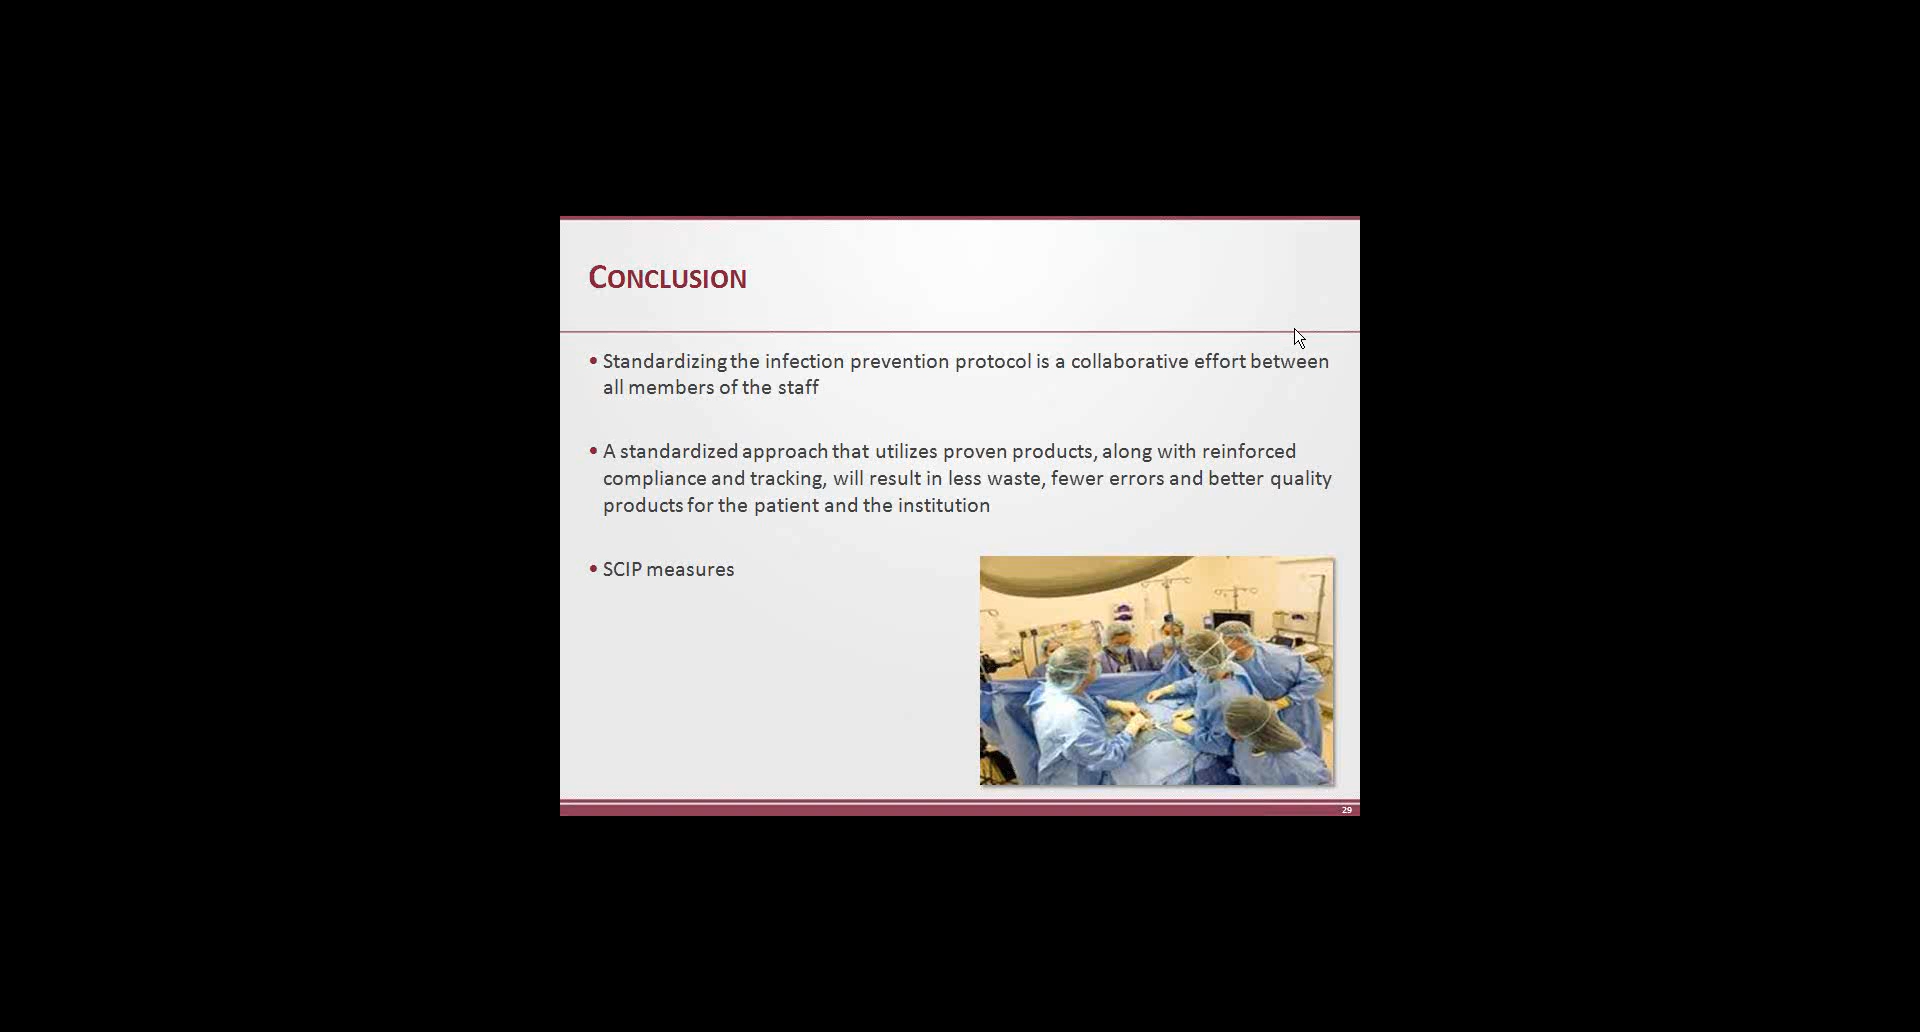 CONCLUSION
• Standardizing the infection prevention protocol is a collaborative effort between
all members of the staff
• A standardized approach that utilizes proven products, along with reinforced
compliance and tracking, will result in less waste, fewer errors and better quality
products for the patient and the institution
• SCIP measures
29